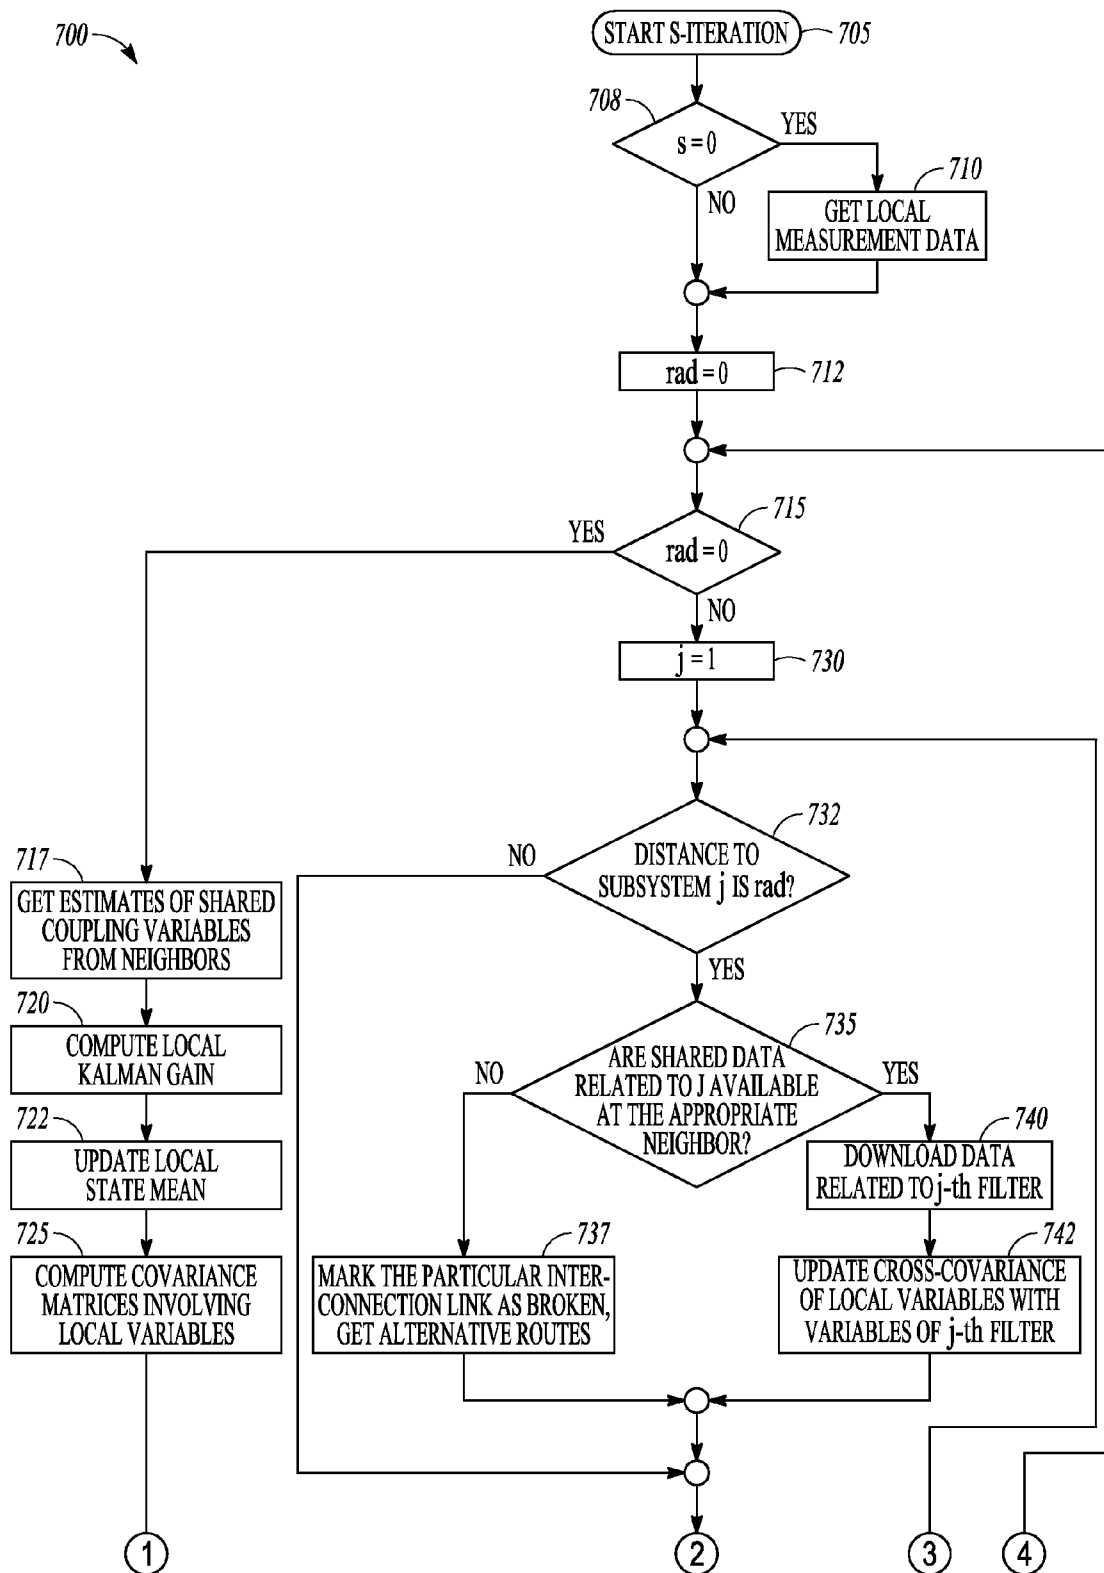 700
START S-ITERATION
705
708
s = 0
YES
NO
710
GET LOCAL
MEASUREMENT DATA
rad = 0
712
715
YES
rad = 0
NO
j = 1
730
732
NO
DISTANCE TO
SUBSYSTEM j IS rad?
YES
717
GET ESTIMATES OF SHARED
COUPLING VARIABLES
FROM NEIGHBORS
720
COMPUTE LOCAL
KALMAN GAIN
722
UPDATE LOCAL
STATE MEAN
725
COMPUTE COVARIANCE
MATRICES INVOLVING
LOCAL VARIABLES
735
NO
ARE SHARED DATA
RELATED TO J AVAILABLE
AT THE APPROPRIATE
NEIGHBOR?
YES
740
DOWNLOAD DATA
RELATED TO j-th FILTER
737
MARK THE PARTICULAR INTER-
CONNECTION LINK AS BROKEN,
GET ALTERNATIVE ROUTES
742
UPDATE CROSS-COVARIANCE
OF LOCAL VARIABLES WITH
VARIABLES OF j-th FILTER
1
2
3
4